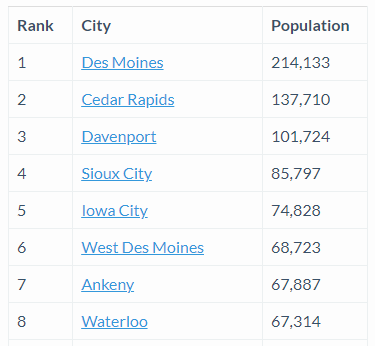 Rank City Population
1 Des Moines 214,133
2 Cedar Rapids 137,710
3 Davenport 101,724
4 Sioux City 85,797
5 Iowa City 74,828
6 West Des Moines 68,723
7 Ankeny 67,887
8 Waterloo 67,314